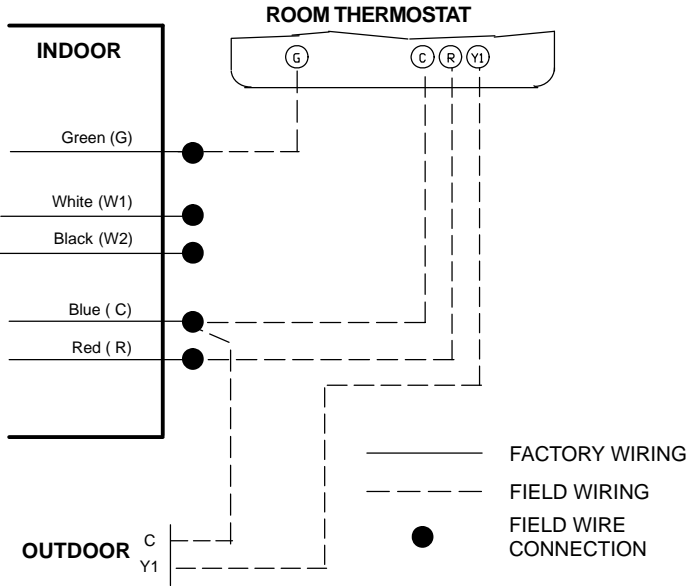 ROOM THERMOSTAT
INDOOR
G
C R Y1
Green (G)
White (W1)
Black (W2)
Blue ( C)
Red ( R)
FACTORY WIRING
FIELD WIRING
FIELD WIRE
CONNECTION
OUTDOOR
C
Y1